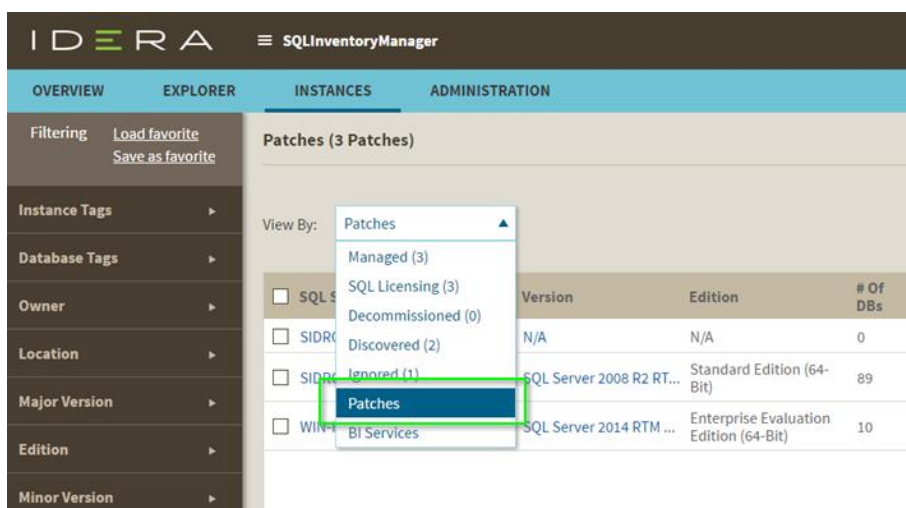 IDERA
SQLInventoryManager
OVERVIEW EXPLORER INSTANCES ADMINISTRATION
Filtering Load favorite
Save as favorite
Instance Tags
Database Tags
Owner
Location
Major Version
Edition
Minor Version
Patches (3 Patches)
View By: Patches
Managed (3)
SQL Licensing (3)
Decommissioned (0)
Discovered (2)
Ignored (1)
Patches
BI Services
SQL Version Edition # Of DBs
N/A N/A 0
SQL Server 2008 R2 RT... Standard Edition (64-Bit) 89
SQL Server 2014 RTM ... Enterprise Evaluation Edition (64-Bit) 10